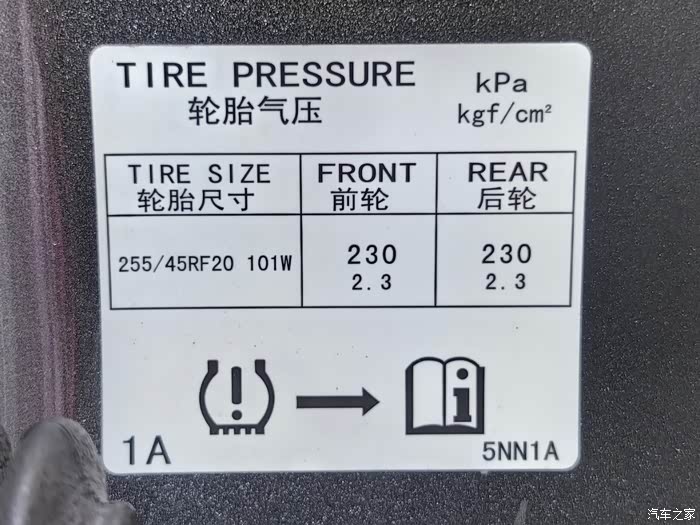 TIRE PRESSURE
轮胎气压
kPa
kgf/cm²
TIRE SIZE
轮胎尺寸
FRONT
前轮
REAR
后轮
255/45RF20 101W
230
2.3
230
2.3
1A
5NN1A
汽车之家